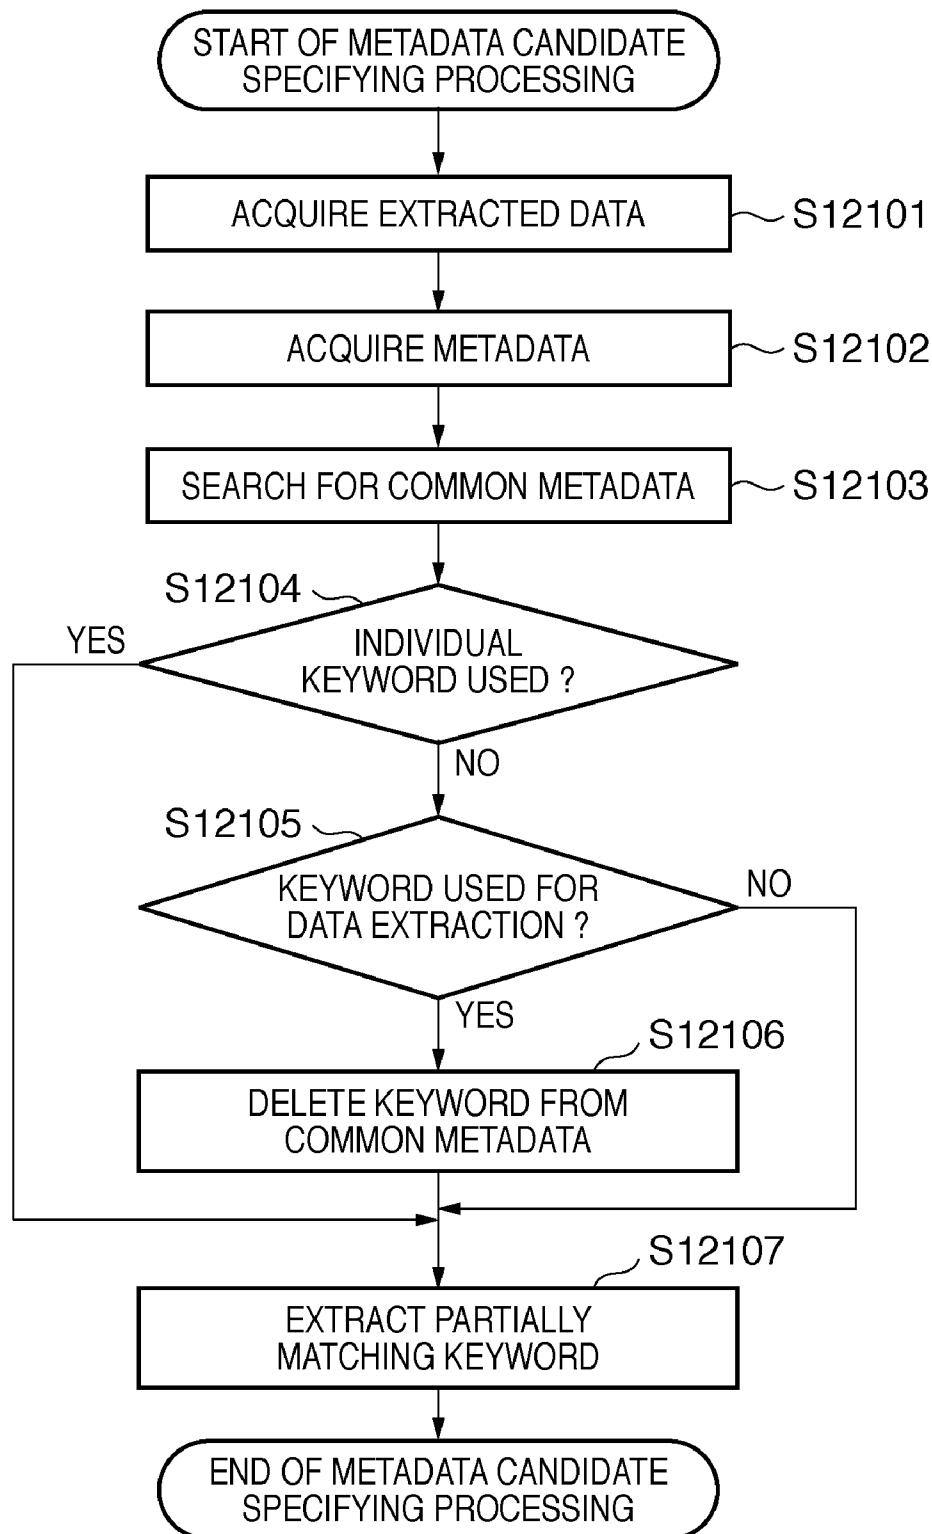 START OF METADATA CANDIDATE
SPECIFYING PROCESSING
ACQUIRE EXTRACTED DATA
S12101
ACQUIRE METADATA
S12102
SEARCH FOR COMMON METADATA
S12103
S12104
YES
INDIVIDUAL
KEYWORD USED ?
NO
S12105
KEYWORD USED FOR
DATA EXTRACTION ?
NO
YES
S12106
DELETE KEYWORD FROM
COMMON METADATA
S12107
EXTRACT PARTIALLY
MATCHING KEYWORD
END OF METADATA CANDIDATE
SPECIFYING PROCESSING